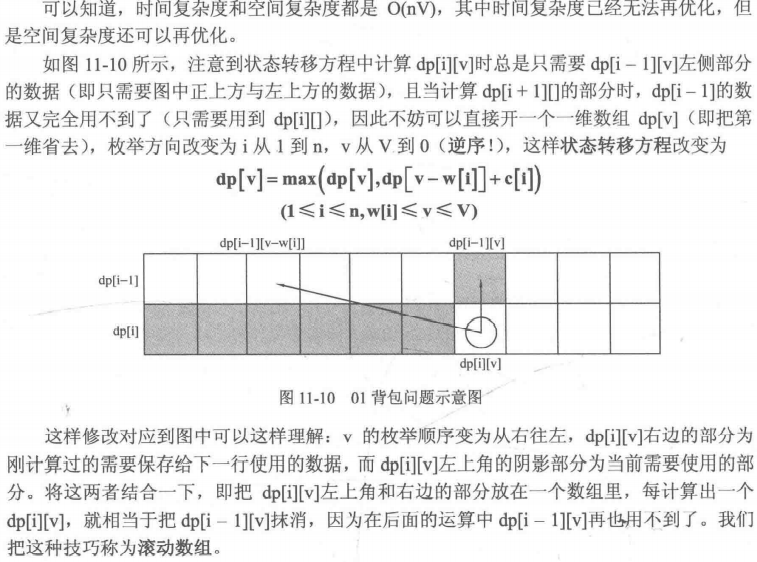 可以知道，时间复杂度和空间复杂度都是 O(nV)，其中时间复杂度已经无法再优化，但
是空间复杂度还可以再优化。
如图 11-10 所示，注意到状态转移方程中计算 dp[i][v]时总是只需要 dp[i – 1][v]左侧部分
的数据（即只需要图中正上方与左上方的数据），且当计算 dp[i + 1][]的部分时，dp[i – 1]的数
据又完全用不到了（只需要用到 dp[i][]），因此不妨可以直接开一个一维数组 dp[v]（即把第
一维省去），枚举方向改变为 i 从 1 到 n，v 从 V 到 0（逆序！），这样状态转移方程改变为
dp[v] = max(dp[v],dp[v – w[i]] + c[i])
(1≤i≤n,w[i]≤v≤V)
dp[i–1][v–w[i]] dp[i–1][v]
dp[i–1]
dp[i]
dp[i][v]
图 11-10 01 背包问题示意图
这样修改对应到图中可以这样理解：v 的枚举顺序变为从右往左，dp[i][v]右边的部分为
刚计算过的需要保存给下一行使用的数据，而 dp[i][v]左上角的阴影部分为当前需要使用的部
分。将这两者结合一下，即把 dp[i][v]左上角和右边的部分放在一个数组里，每计算出一个
dp[i][v]，就相当于把 dp[i – 1][v]抹消，因为在后面的运算中 dp[i – 1][v]再也用不到了。我们
把这种技巧称为滚动数组。